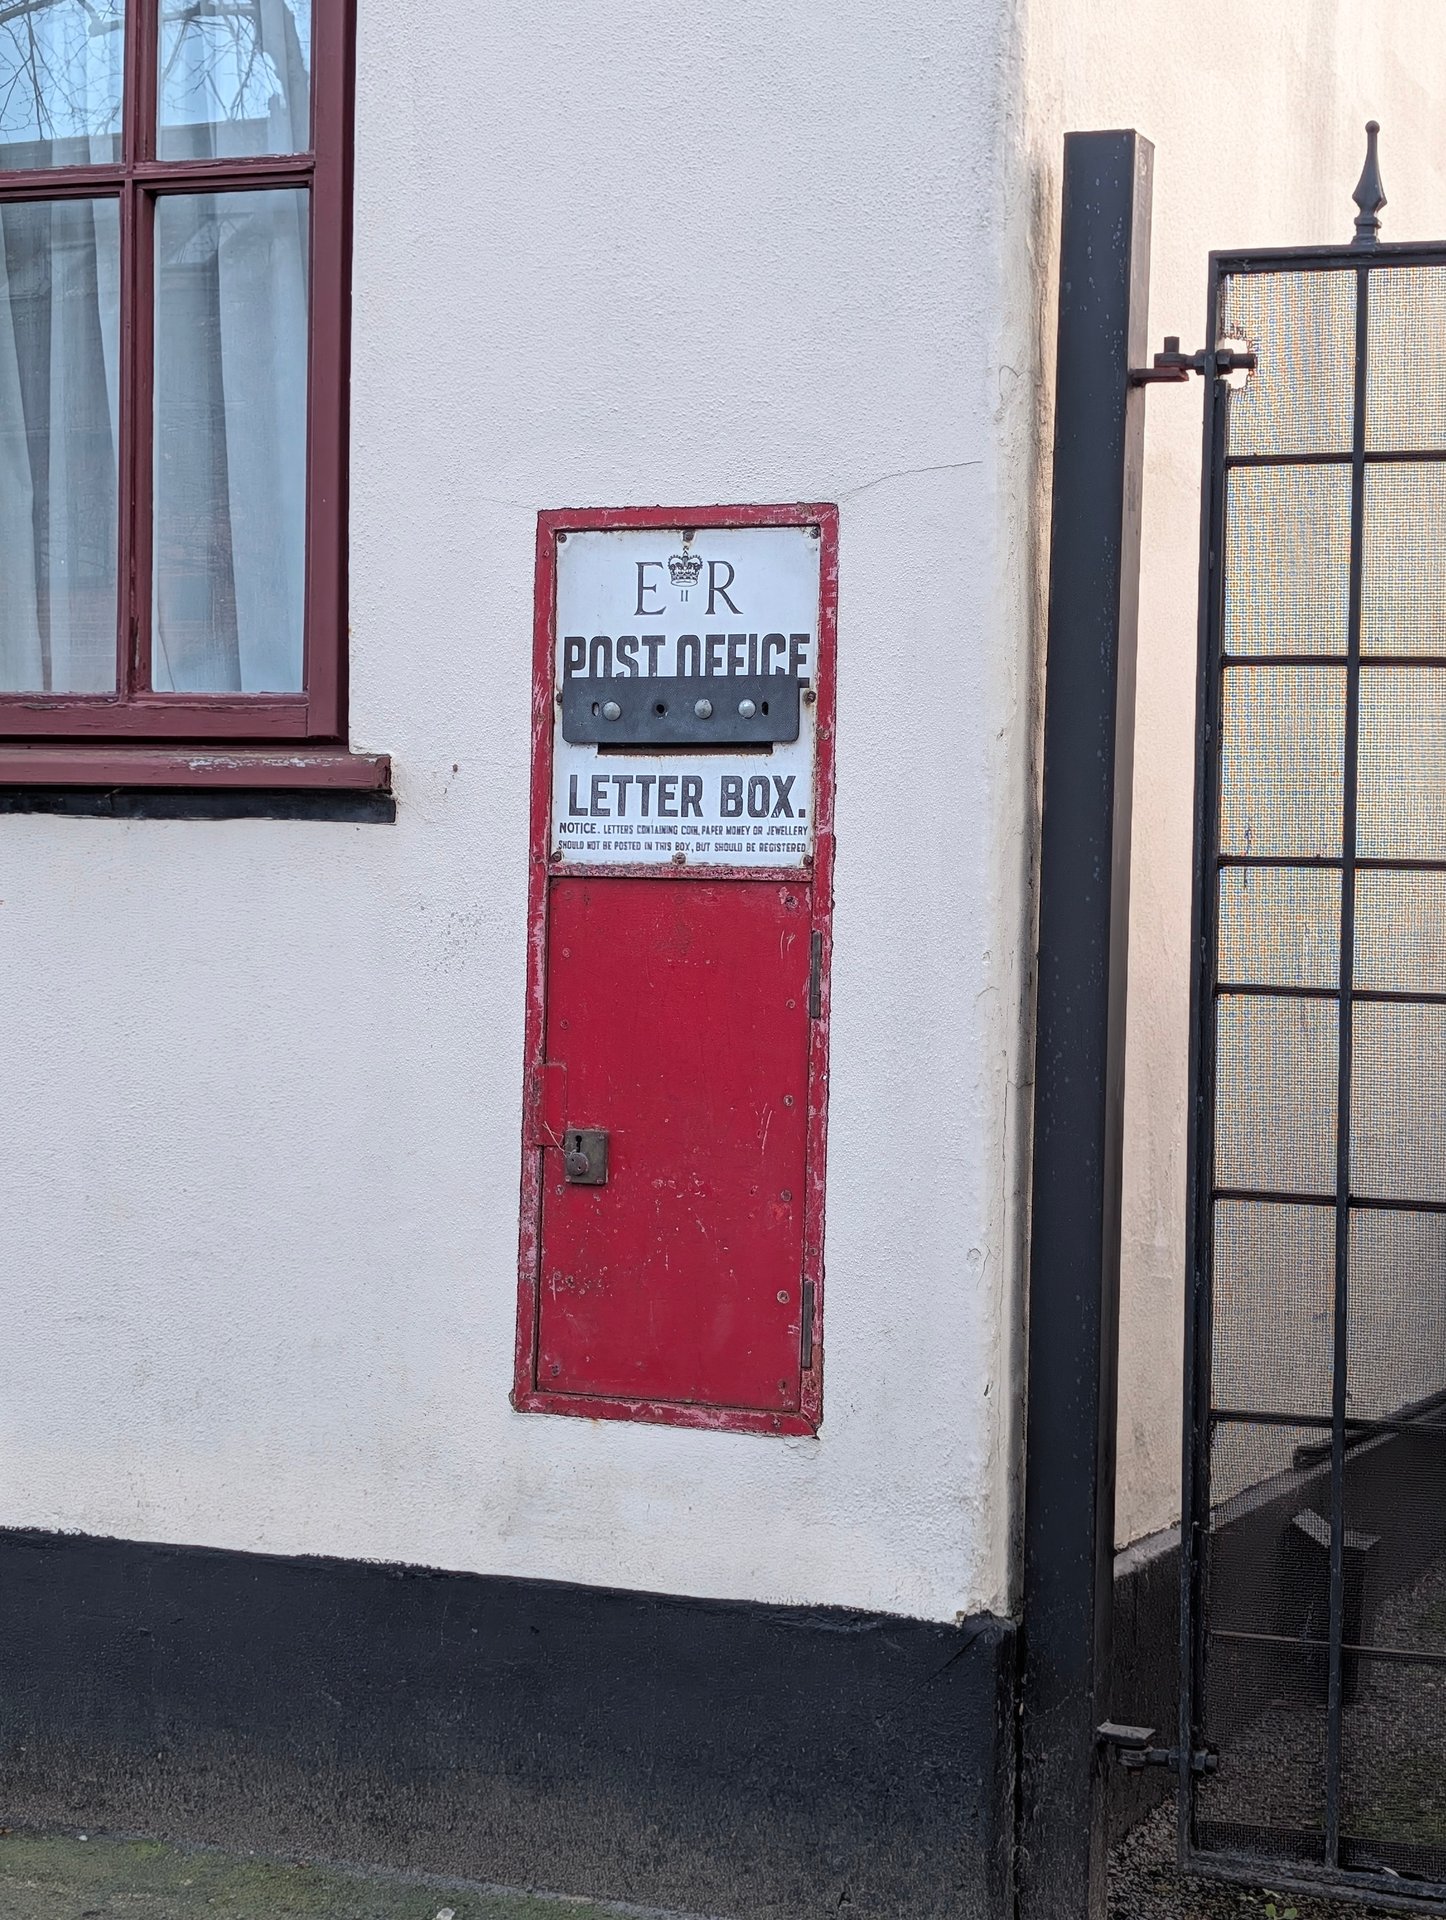 E II R
POST OFFICE
LETTER BOX.
NOTICE. LETTERS CONTAINING COIN, PAPER MONEY OR JEWELLERY
SHOULD NOT BE POSTED IN THIS BOX, BUT SHOULD BE REGISTERED